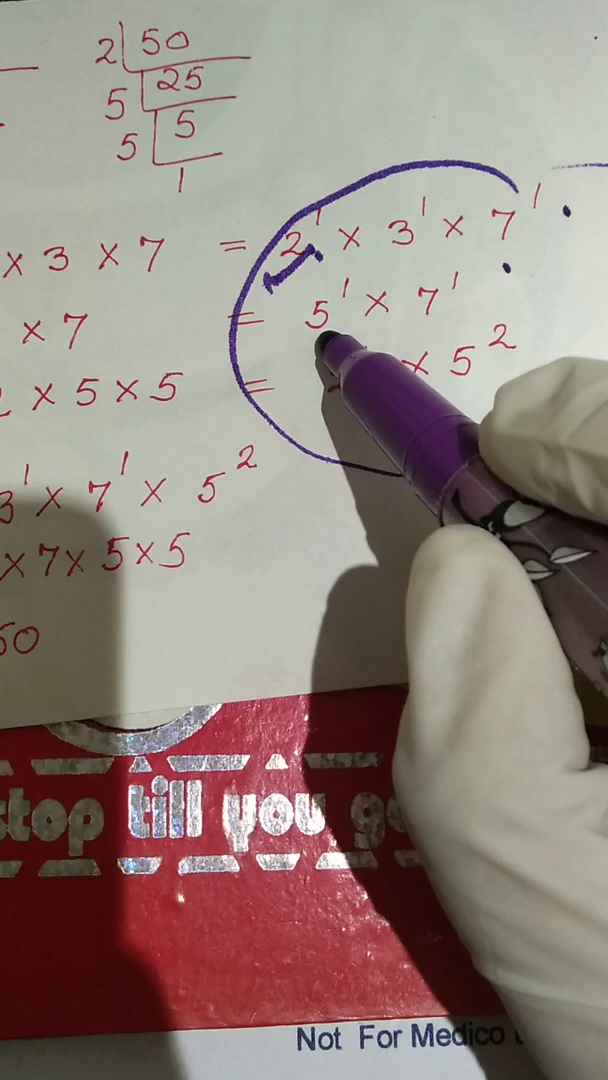 2 50
5 25
5 5
1
x 3 x 7 = 2¹ x 3¹ x 7¹
x 7 = 5¹ x 7¹
x 5 x 5 = x 5²
3¹ x 7¹ x 5²
x 7 x 5 x 5
50
stop till you
Not For Medico